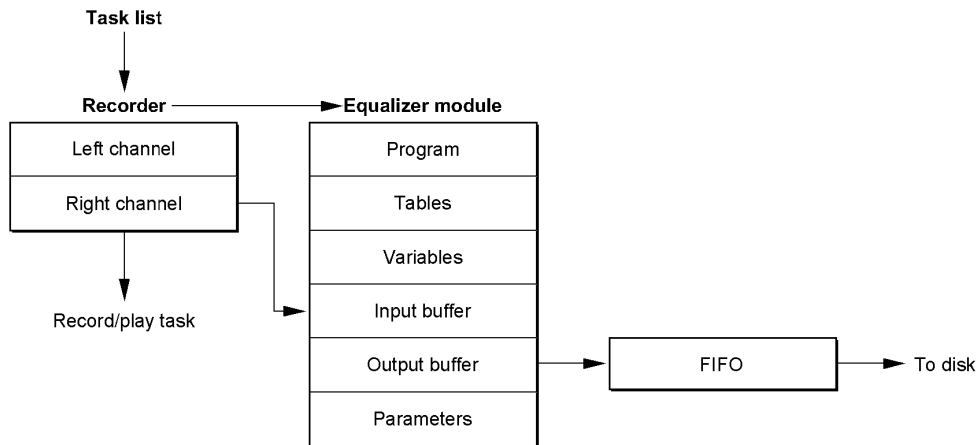 Task list
Recorder
Equalizer module
Left channel
Right channel
Record/play task
Program
Tables
Variables
Input buffer
Output buffer
Parameters
FIFO
To disk